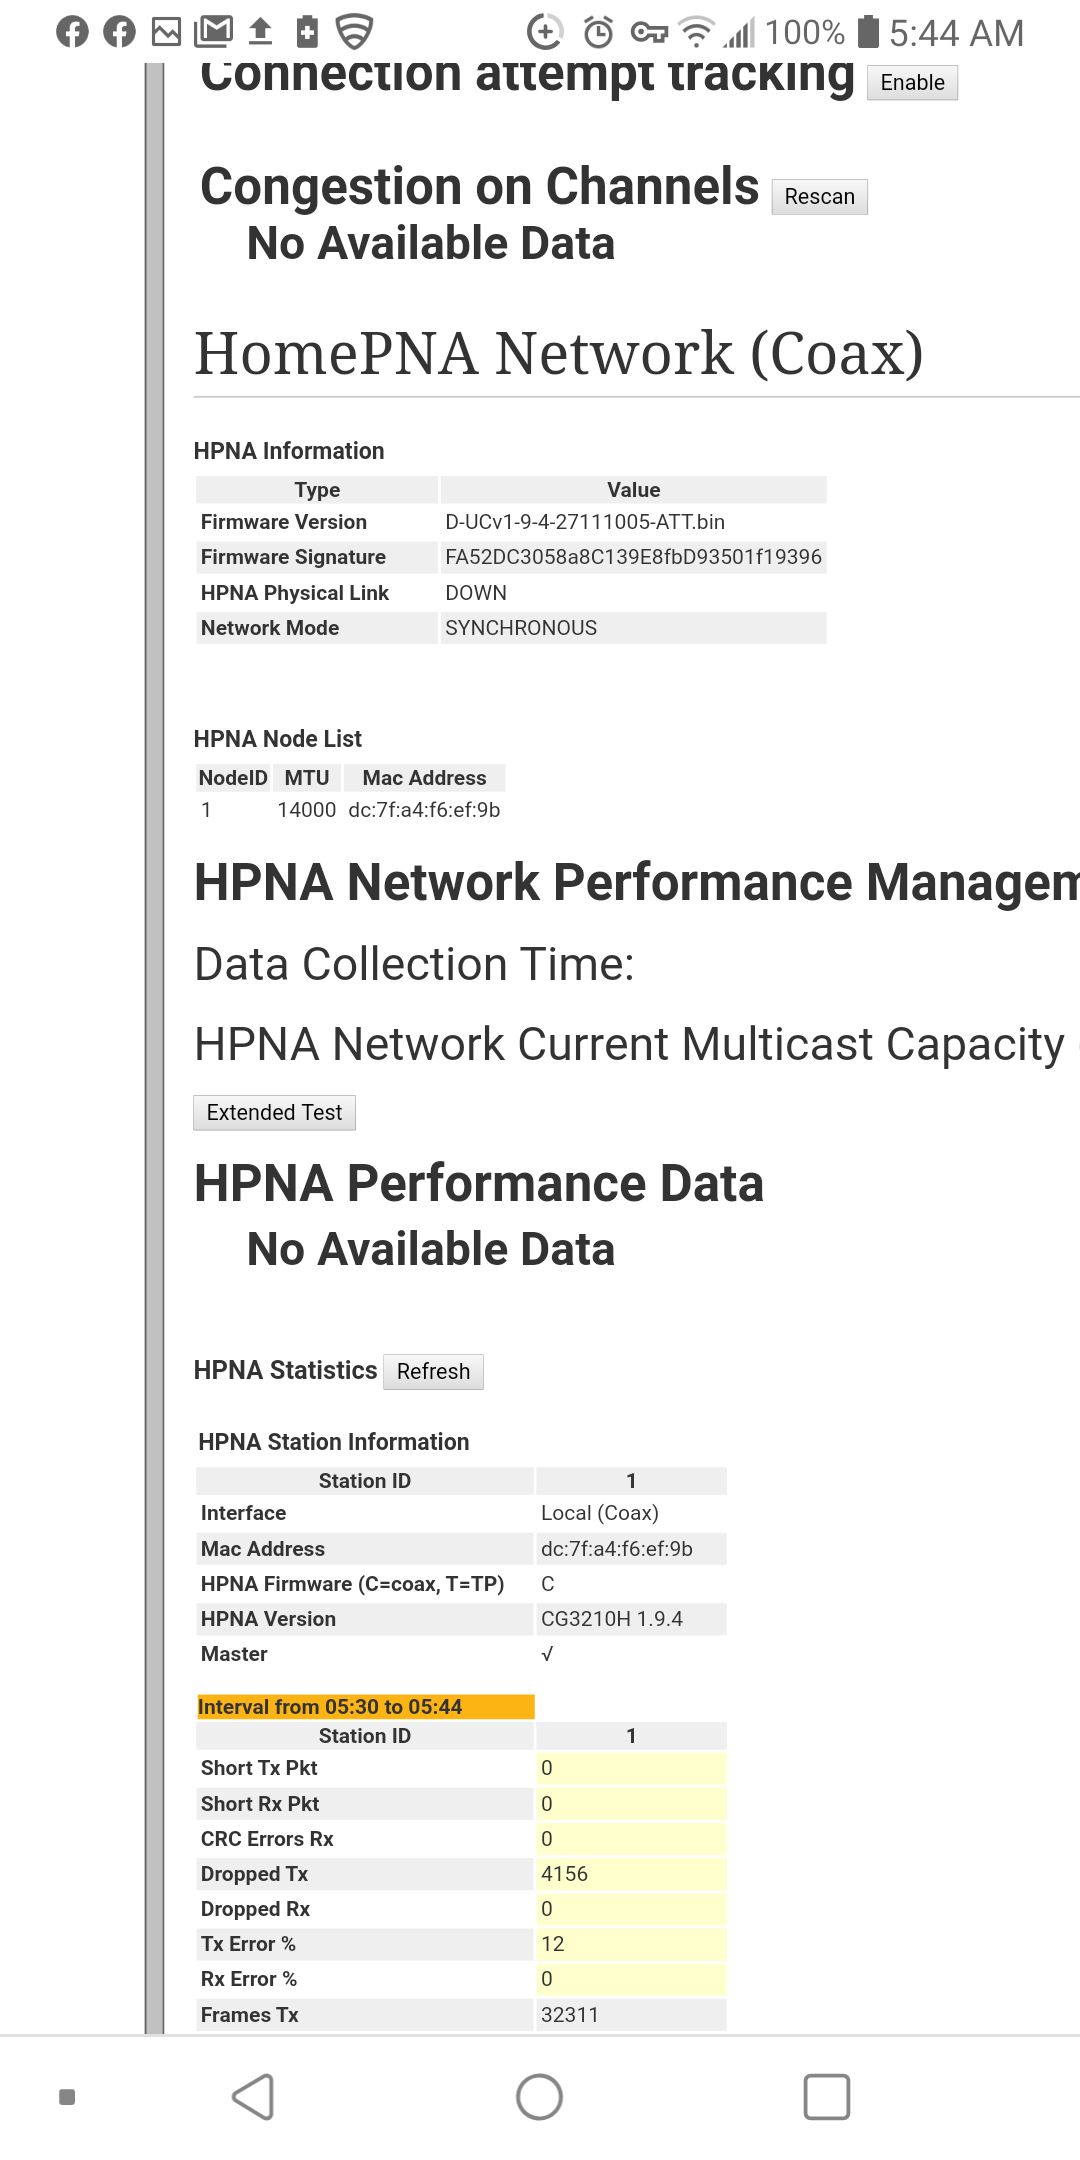 100% 5:44 AM
Connection attempt tracking Enable
Congestion on Channels Rescan
No Available Data
HomePNA Network (Coax)
HPNA Information
Type Value
Firmware Version D-UCv1-9-4-27111005-ATT.bin
Firmware Signature FA52DC3058a8C139E8fbD93501f19396
HPNA Physical Link DOWN
Network Mode SYNCHRONOUS
HPNA Node List
NodeID MTU Mac Address
1 14000 dc:7f:a4:f6:ef:9b
HPNA Network Performance Managem
Data Collection Time:
HPNA Network Current Multicast Capacity
Extended Test
HPNA Performance Data
No Available Data
HPNA Statistics Refresh
HPNA Station Information
Station ID 1
Interface Local (Coax)
Mac Address dc:7f:a4:f6:ef:9b
HPNA Firmware (C=coax, T=TP) C
HPNA Version CG3210H 1.9.4
Master √
Interval from 05:30 to 05:44
Station ID 1
Short Tx Pkt 0
Short Rx Pkt 0
CRC Errors Rx 0
Dropped Tx 4156
Dropped Rx 0
Tx Error % 12
Rx Error % 0
Frames Tx 32311